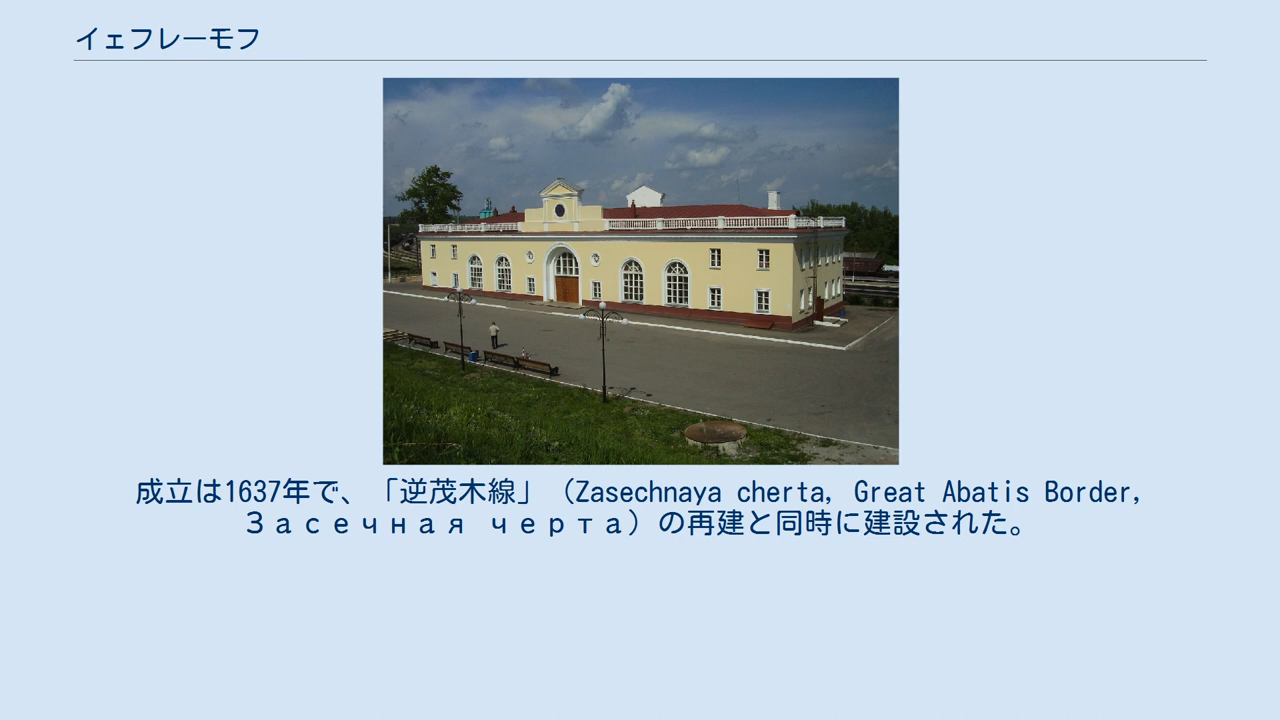 イェフレーモフ
成立は1637年で、「逆茂木線」（Zasechnaya cherta, Great Abatis Border,
Засечная черта）の再建と同時に建設された。